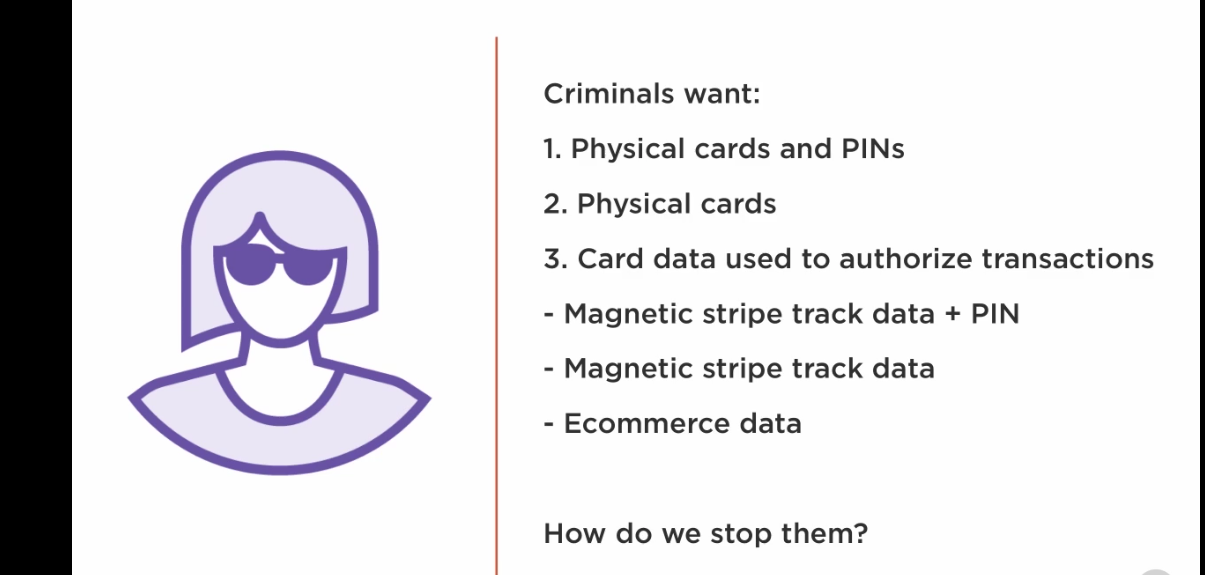 Criminals want:
1. Physical cards and PINs
2. Physical cards
3. Card data used to authorize transactions
- Magnetic stripe track data + PIN
- Magnetic stripe track data
- Ecommerce data
How do we stop them?